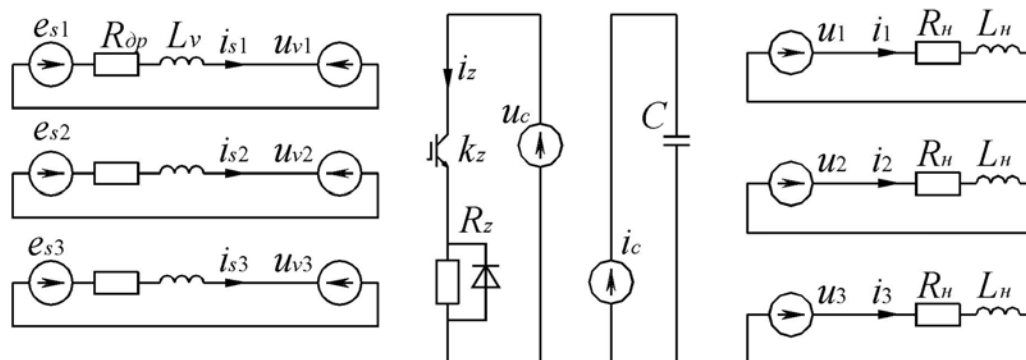 es1 Rдр Lv is1 uv1
es2 is2 uv2
es3 is3 uv3
iz
kz
Rz
uc
ic
C
u1 i1 Rн Lн
u2 i2 Rн Lн
u3 i3 Rн Lн